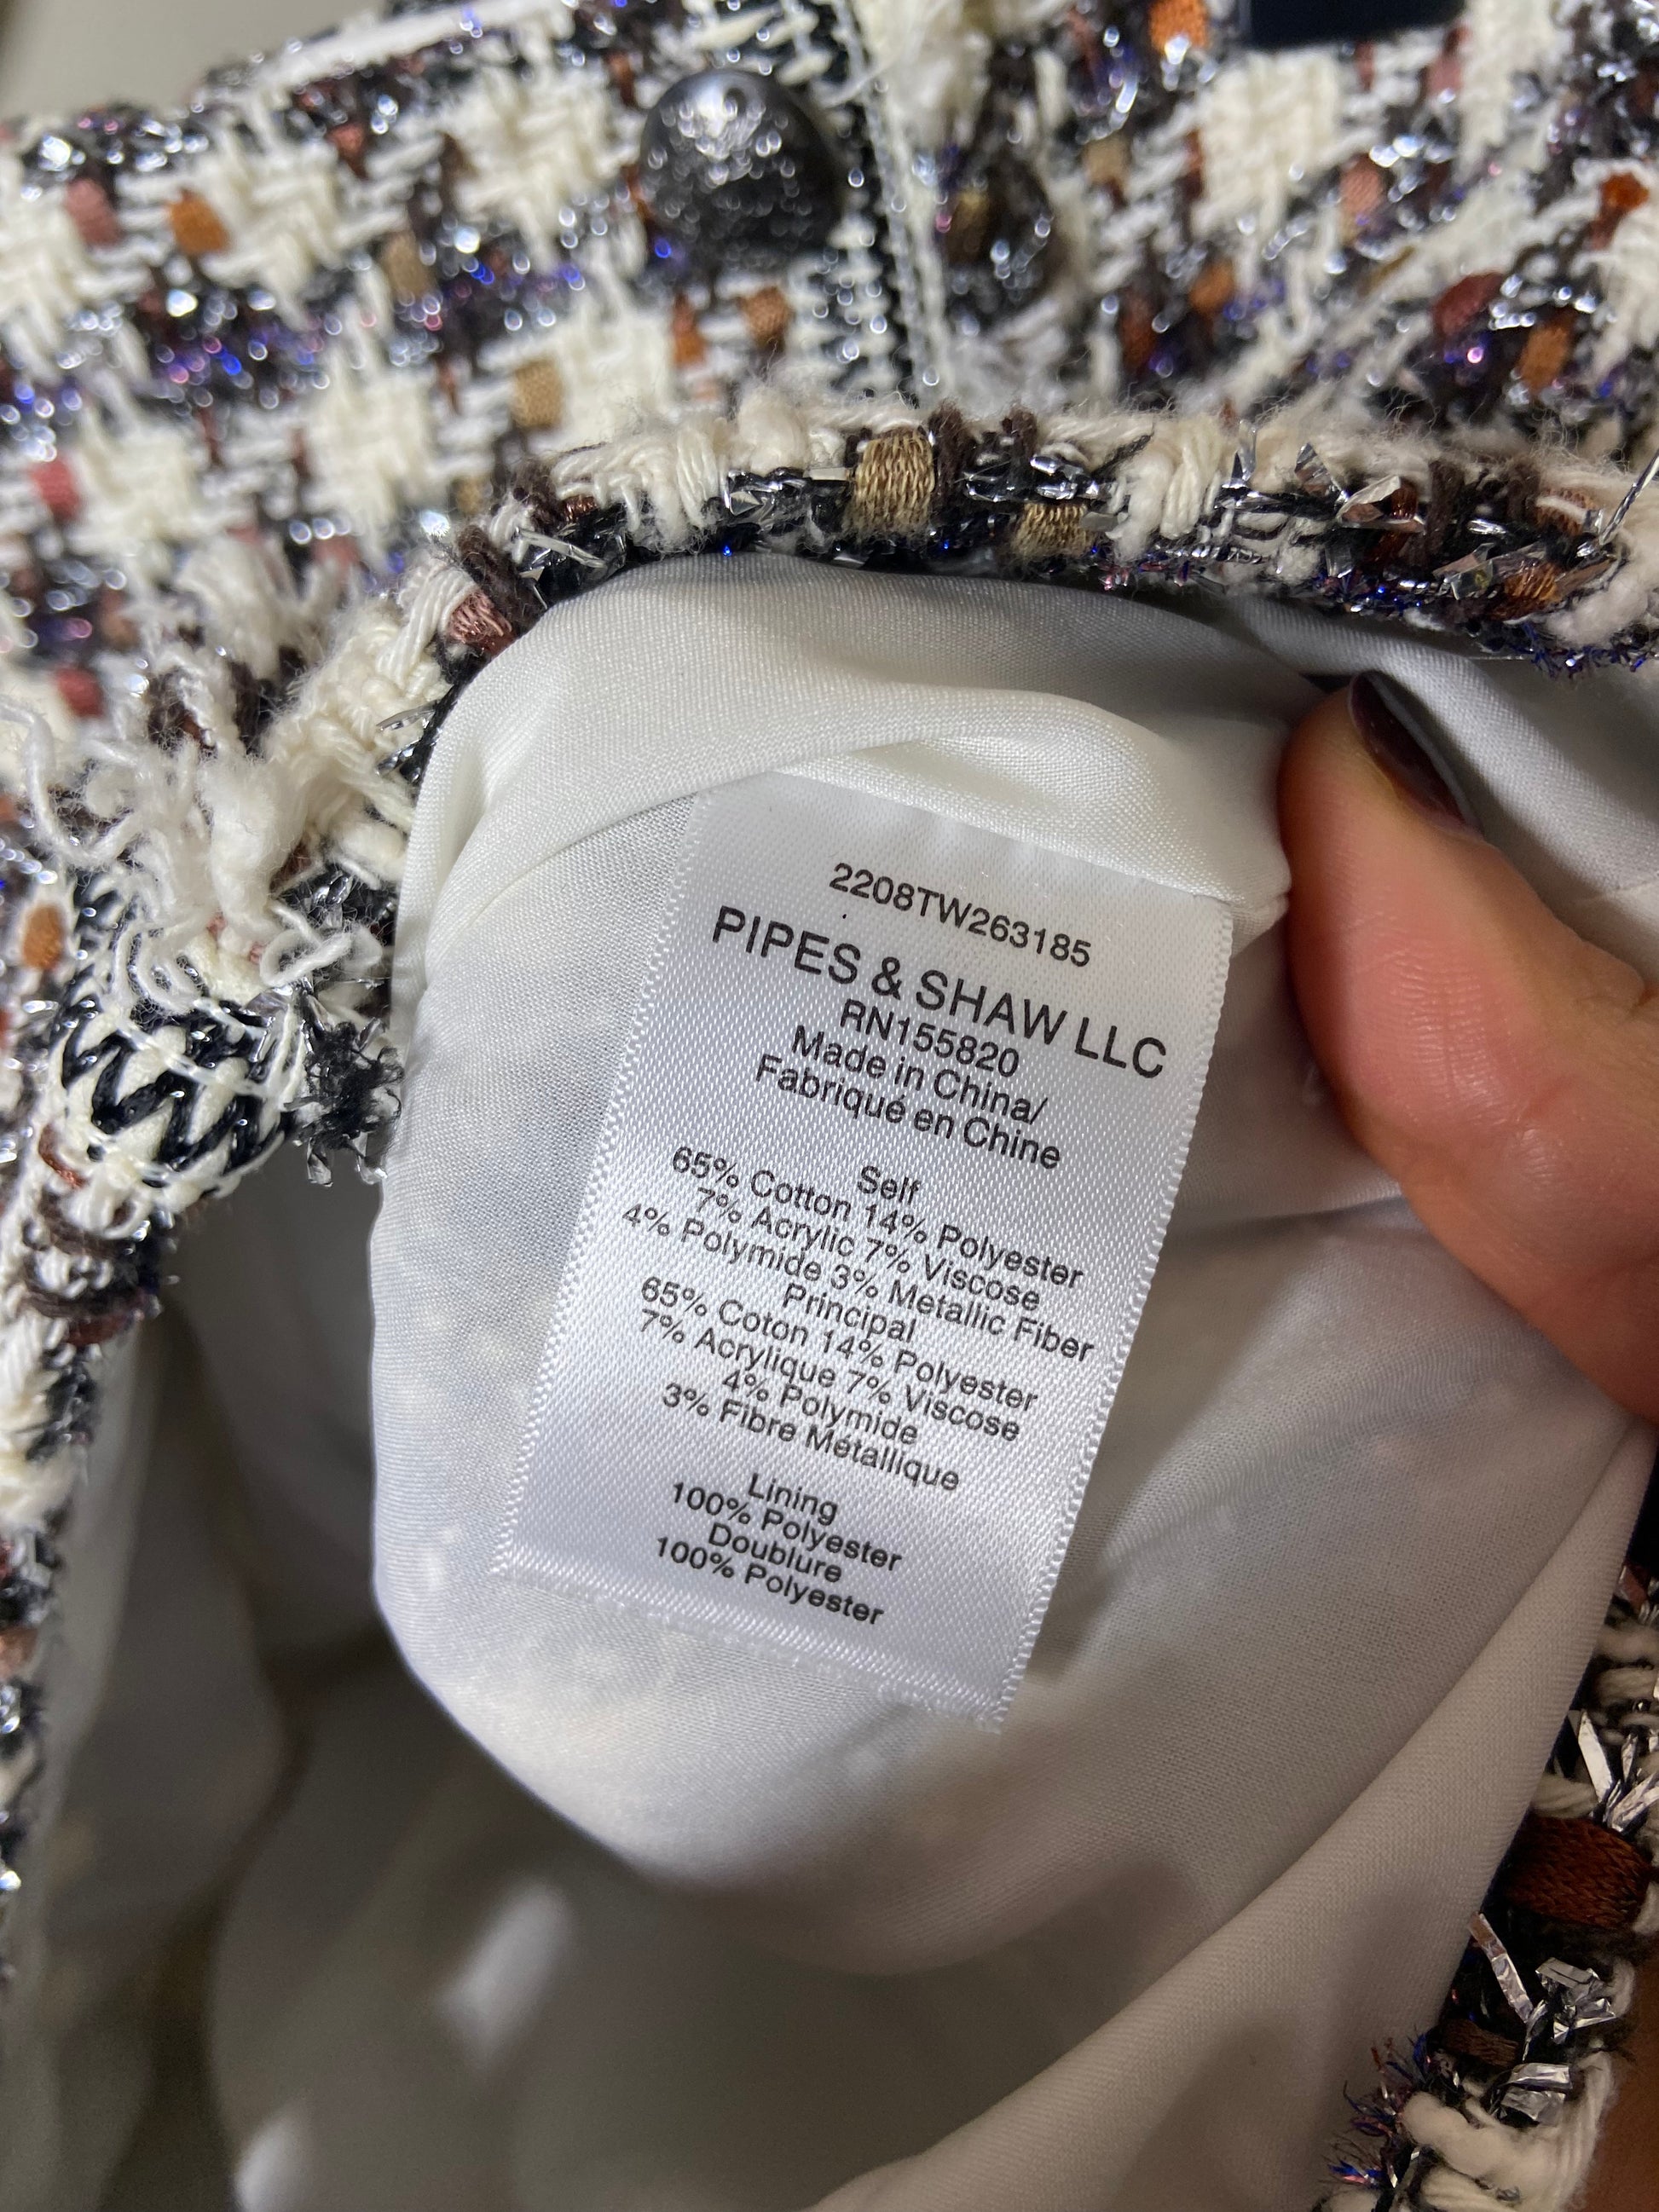 2208TW263185
PIPES & SHAW LLC
RN155820
Made in China/
Fabriqué en Chine
Self
65% Cotton 14% Polyester
7% Acrylic 7% Viscose
4% Polymide 3% Metallic Fiber
Principal
65% Coton 14% Polyester
7% Acrylique 7% Viscose
4% Polymide
3% Fibre Metallique
Lining
100% Polyester
Doublure
100% Polyester